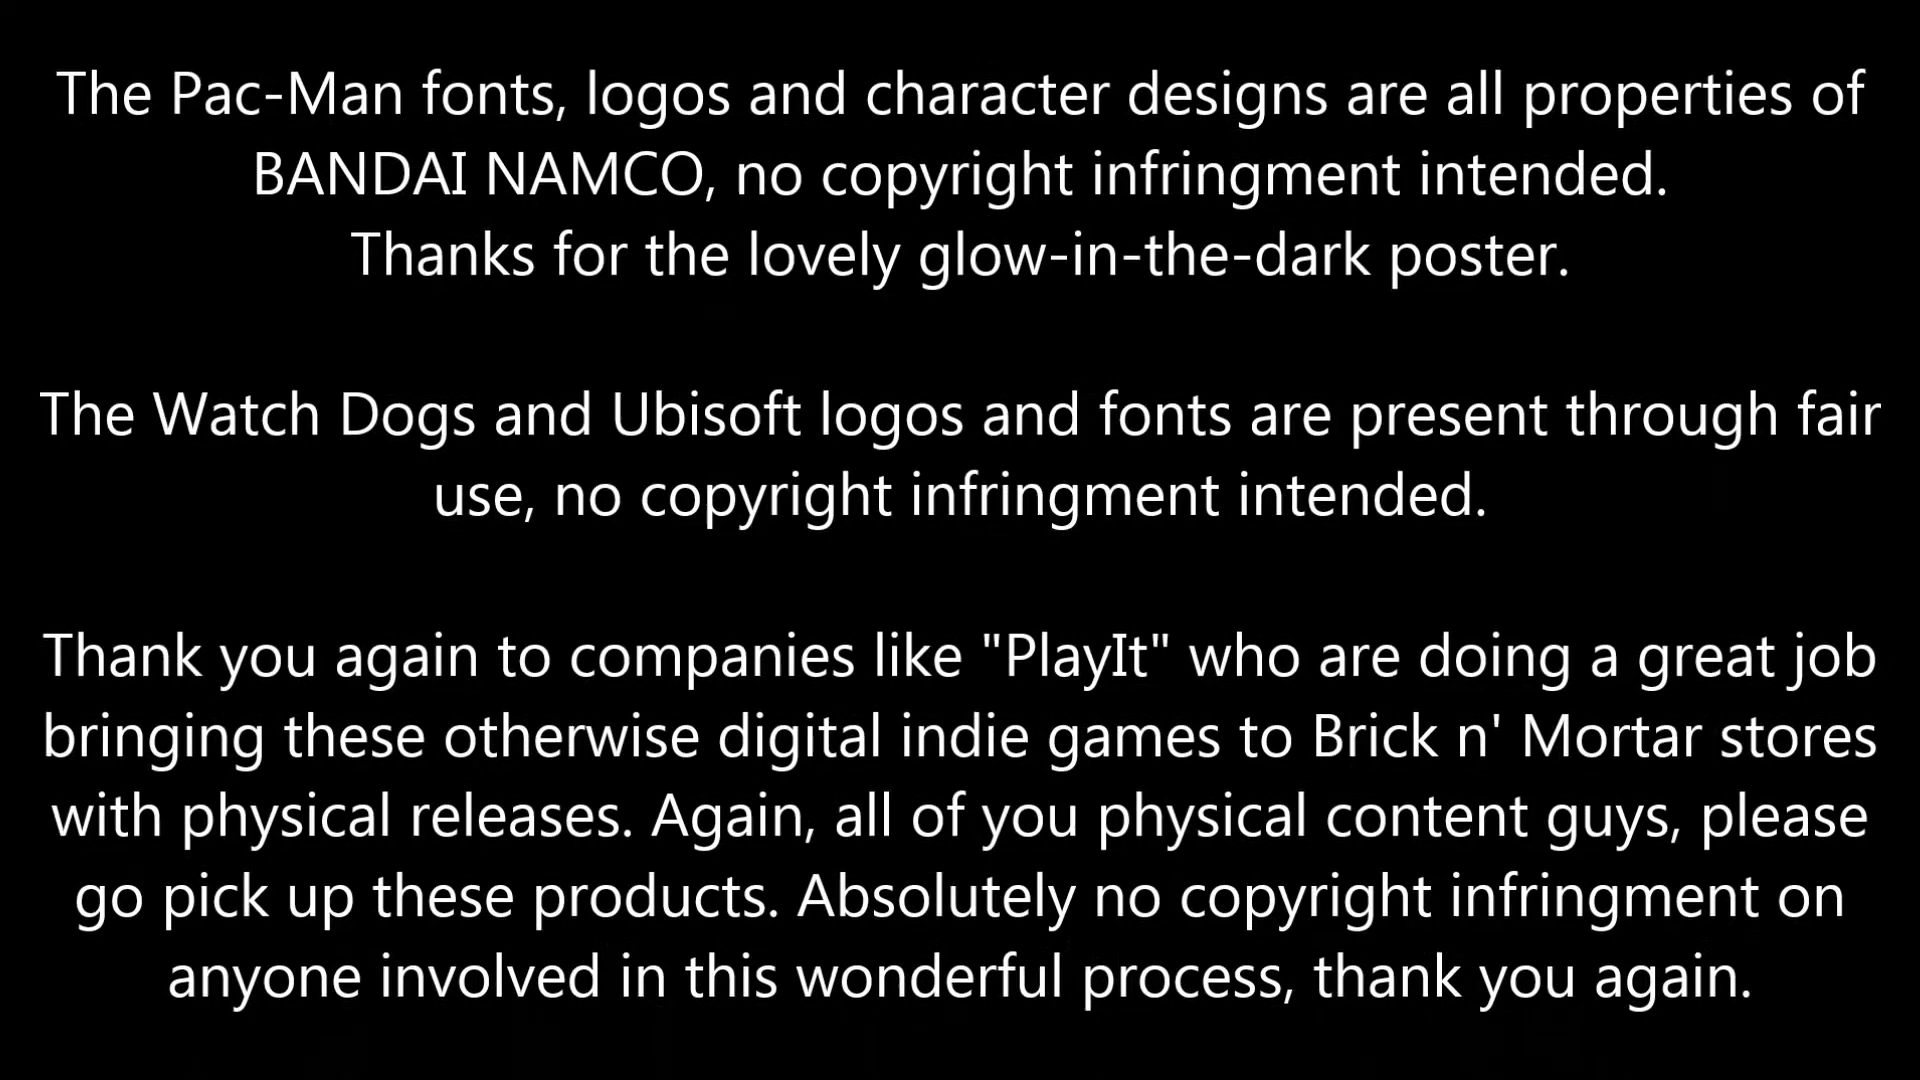 The Pac-Man fonts, logos and character designs are all properties of
BANDAI NAMCO, no copyright infringment intended.
Thanks for the lovely glow-in-the-dark poster.
The Watch Dogs and Ubisoft logos and fonts are present through fair
use, no copyright infringment intended.
Thank you again to companies like "PlayIt" who are doing a great job
bringing these otherwise digital indie games to Brick n' Mortar stores
with physical releases. Again, all of you physical content guys, please
go pick up these products. Absolutely no copyright infringment on
anyone involved in this wonderful process, thank you again.